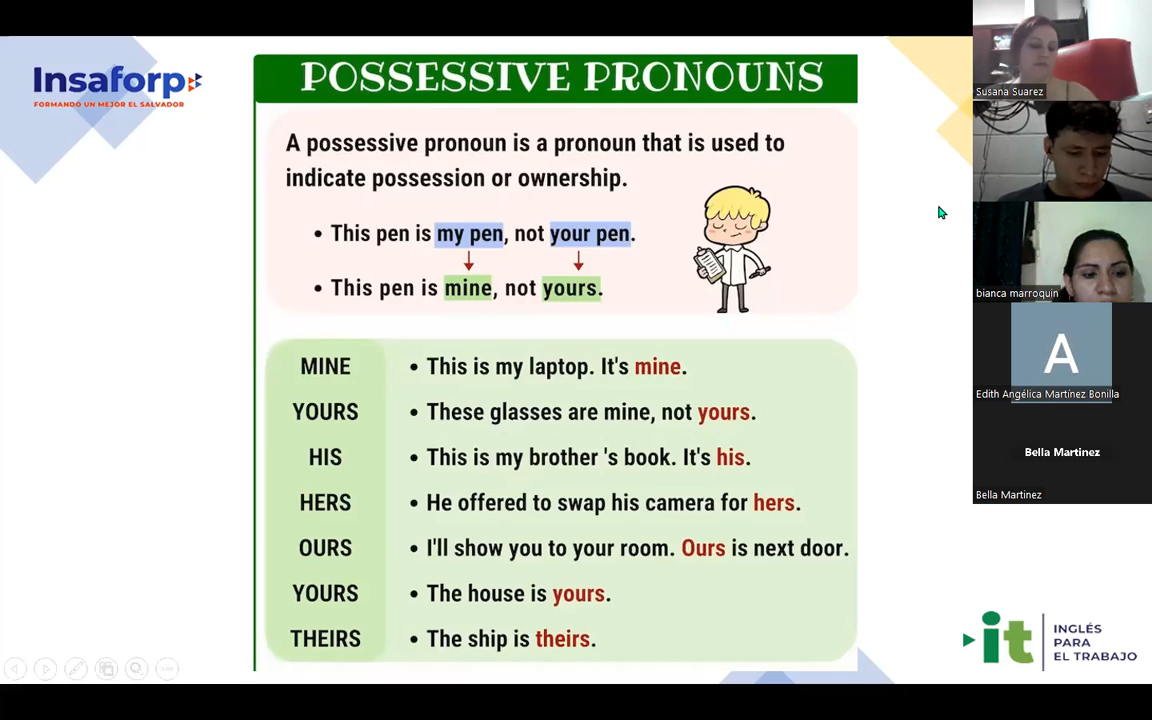 Insaforp
FORMANDO UN MEJOR EL SALVADOR
POSSESSIVE PRONOUNS
A possessive pronoun is a pronoun that is used to
indicate possession or ownership.
• This pen is my pen, not your pen.
• This pen is mine, not yours.
MINE • This is my laptop. It's mine.
YOURS • These glasses are mine, not yours.
HIS • This is my brother 's book. It's his.
HERS • He offered to swap his camera for hers.
OURS • I'll show you to your room. Ours is next door.
YOURS • The house is yours.
THEIRS • The ship is theirs.
it
INGLÉS
PARA
EL TRABAJO
Susana Suarez
bianca marroquin
A
Edith Angélica Martínez Bonilla
Bella Martinez
Bella Martinez